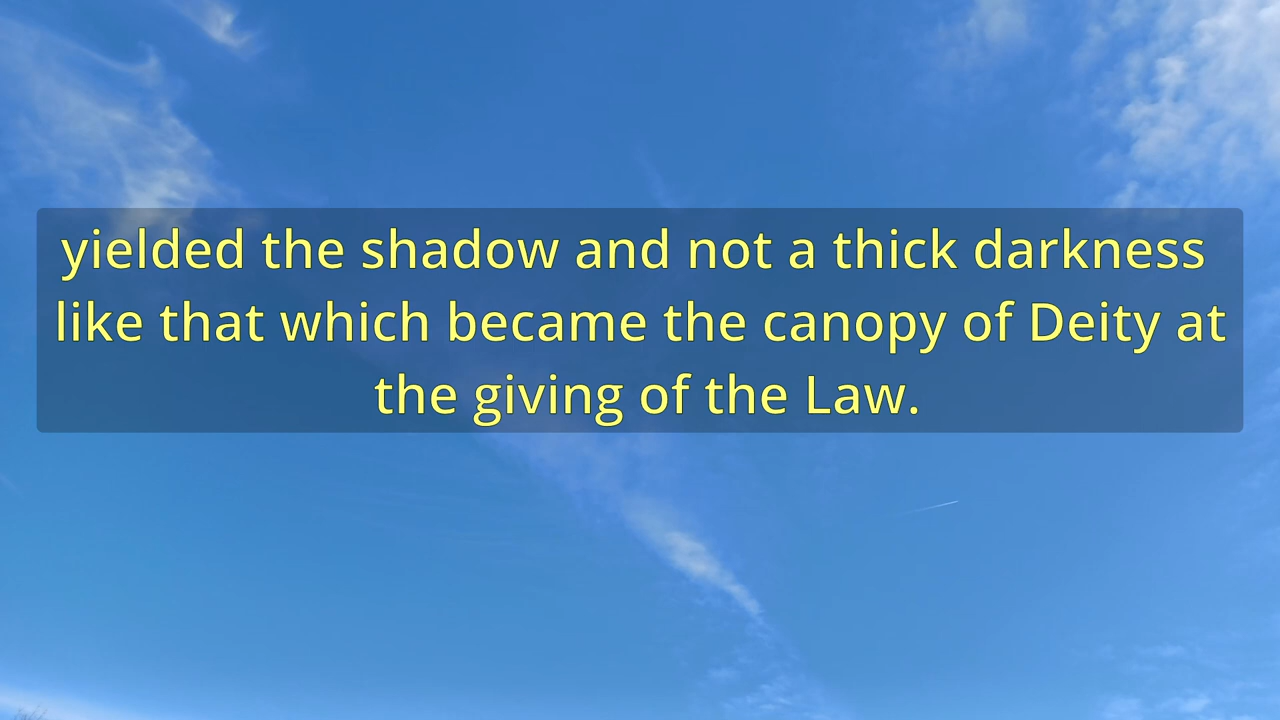 yielded the shadow and not a thick darkness
like that which became the canopy of Deity at
the giving of the Law.